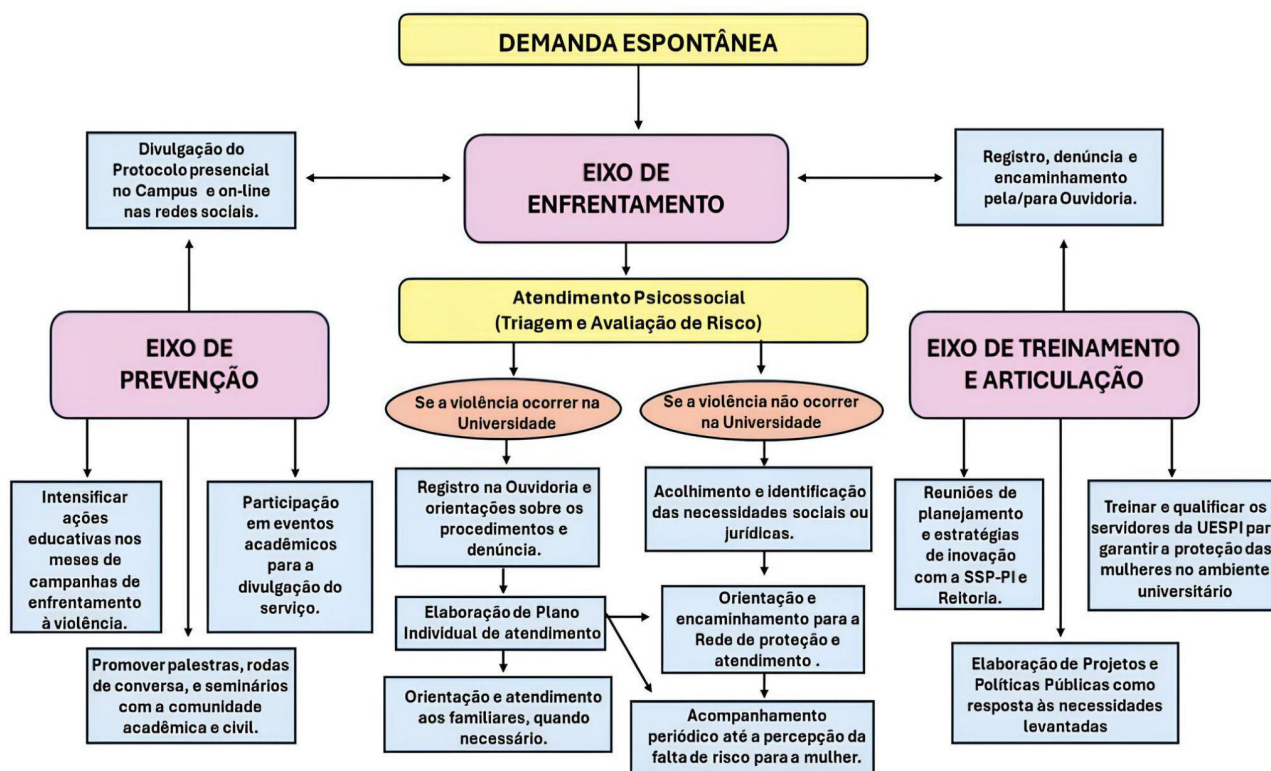 DEMANDA ESPONTÂNEA
Divulgação do
Protocolo presencial
no Campus e on-line
nas redes sociais.
EIXO DE
ENFRENTAMENTO
Registro, denúncia e
encaminhamento
pela/para Ouvidoria.
Atendimento Psicossocial
(Triagem e Avaliação de Risco)
EIXO DE
PREVENÇÃO
EIXO DE TREINAMENTO
E ARTICULAÇÃO
Se a violência ocorrer na
Universidade
Se a violência não ocorrer
na Universidade
Intensificar
ações
educativas nos
meses de
campanhas de
enfrentamento
à violência.
Participação
em eventos
acadêmicos
para a
divulgação do
serviço.
Promover palestras, rodas
de conversa, e seminários
com a comunidade
acadêmica e civil.
Registro na Ouvidoria e
orientações sobre os
procedimentos e
denúncia.
Elaboração de Plano
Individual de atendimento
Orientação e atendimento
aos familiares, quando
necessário.
Acolhimento e identificação
das necessidades sociais ou
jurídicas.
Orientação e
encaminhamento para a
Rede de proteção e
atendimento .
Acompanhamento
periódico até a percepção da
falta de risco para a mulher.
Reuniões de
planejamento
e estratégias
de inovação
com a SSP-PI e
Reitoria.
Treinar e qualificar os
servidores da UESPI para
garantir a proteção das
mulheres no ambiente
universitário
Elaboração de Projetos e
Políticas Públicas como
resposta às necessidades
levantadas